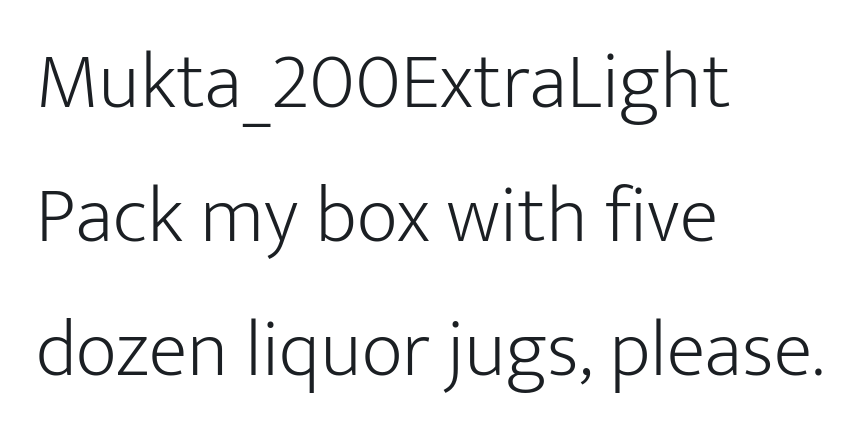 Mukta_200ExtraLight
Pack my box with five
dozen liquor jugs, please.